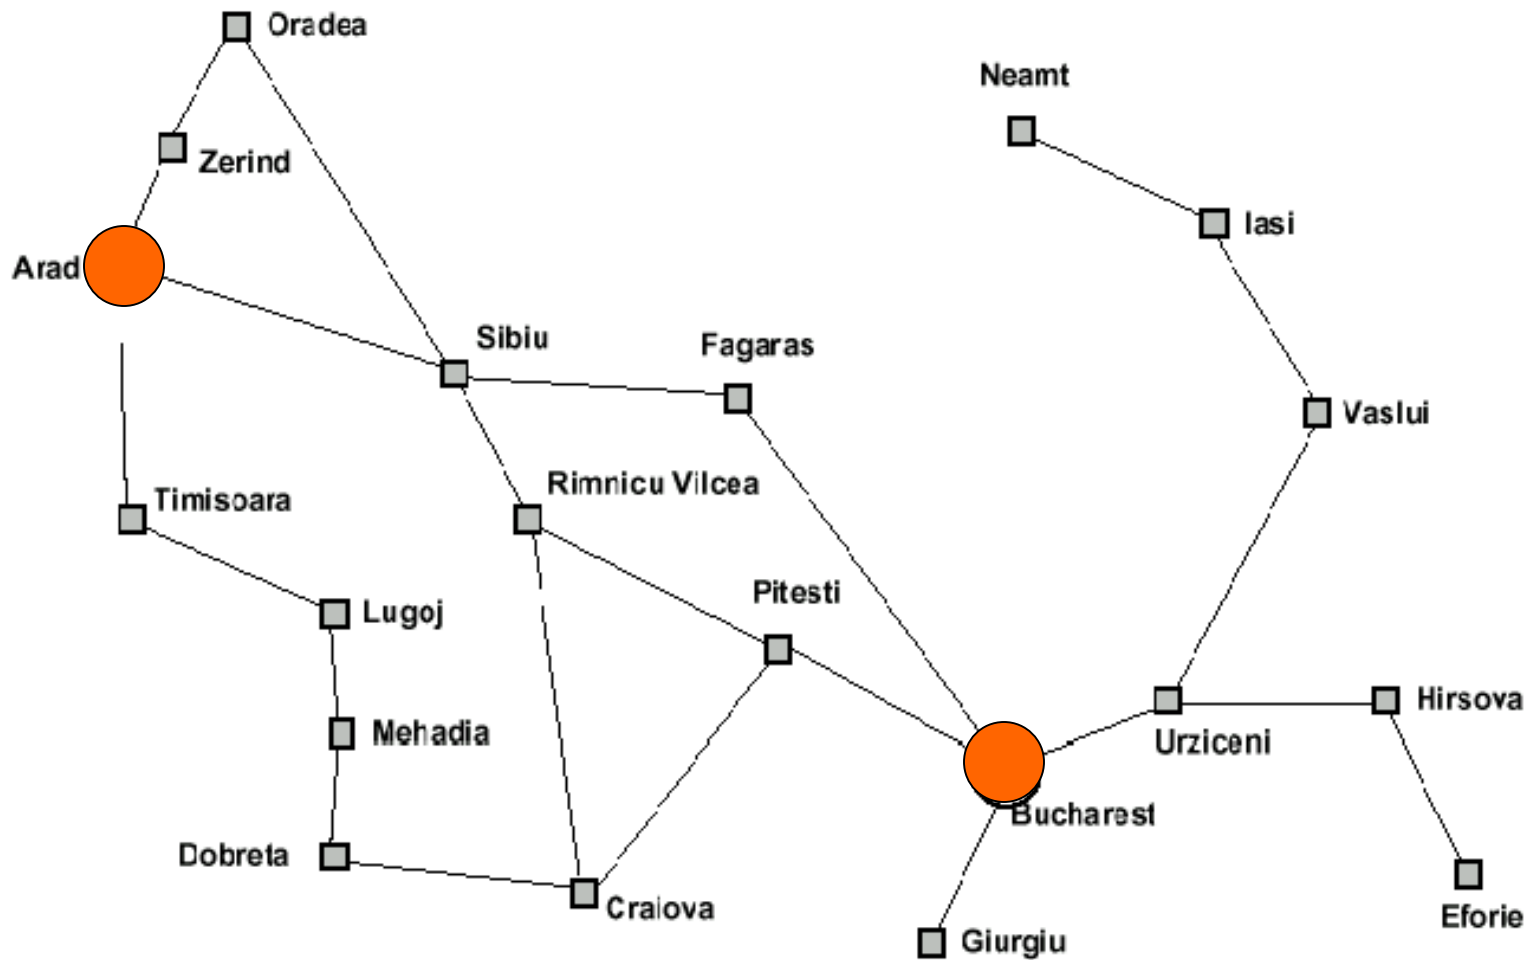 Oradea
Neamt
Zerind
Iasi
Arad
Sibiu
Fagaras
Vaslui
Rimnicu Vilcea
Timisoara
Pitesti
Lugoj
Hirsova
Mehadia
Urziceni
Bucharest
Dobreta
Craiova
Eforie
Giurgiu